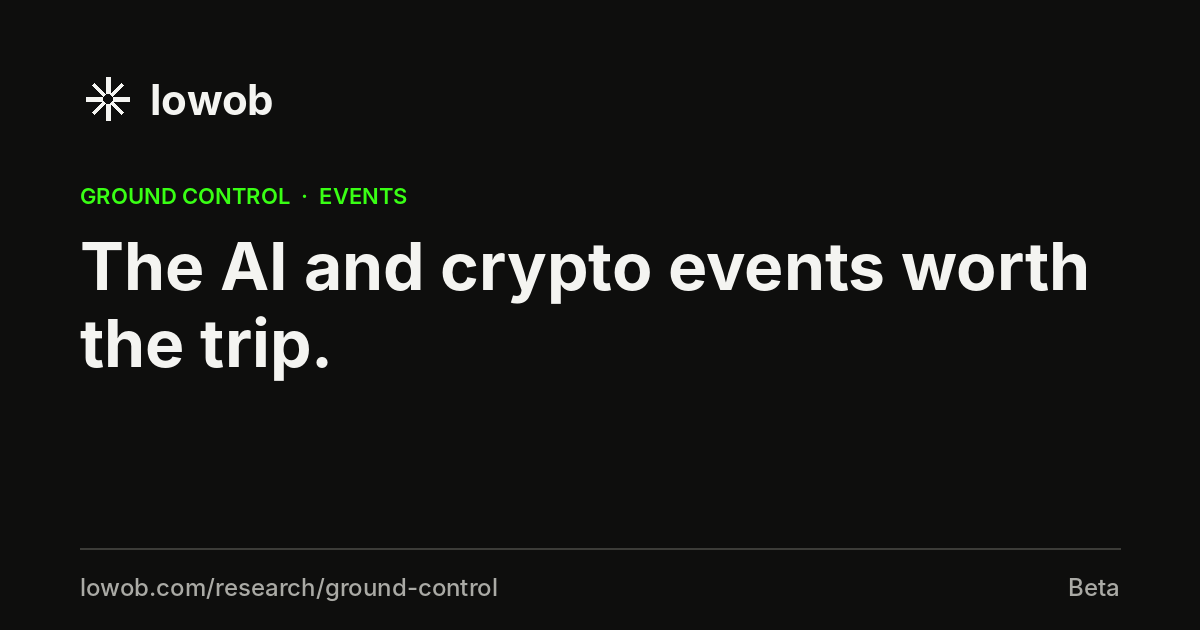 lowob
GROUND CONTROL · EVENTS
The AI and crypto events worth
the trip.
lowob.com/research/ground-control
Beta